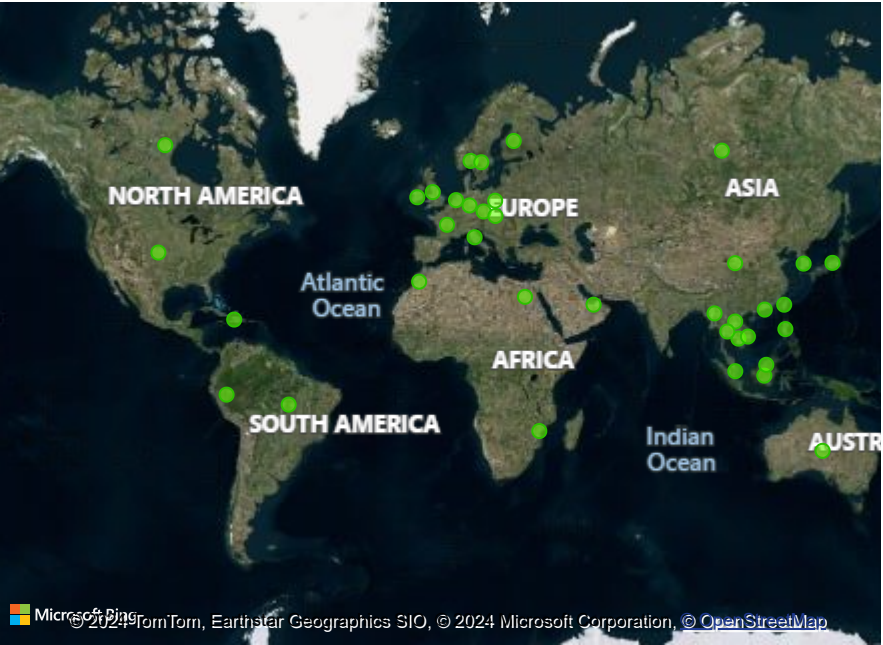 NORTH AMERICA
ASIA
EUROPE
Atlantic
Ocean
AFRICA
SOUTH AMERICA
Indian
Ocean
AUSTR
Microsoft Bing
© 2024 TomTom, Earthstar Geographics SIO, © 2024 Microsoft Corporation, © OpenStreetMap